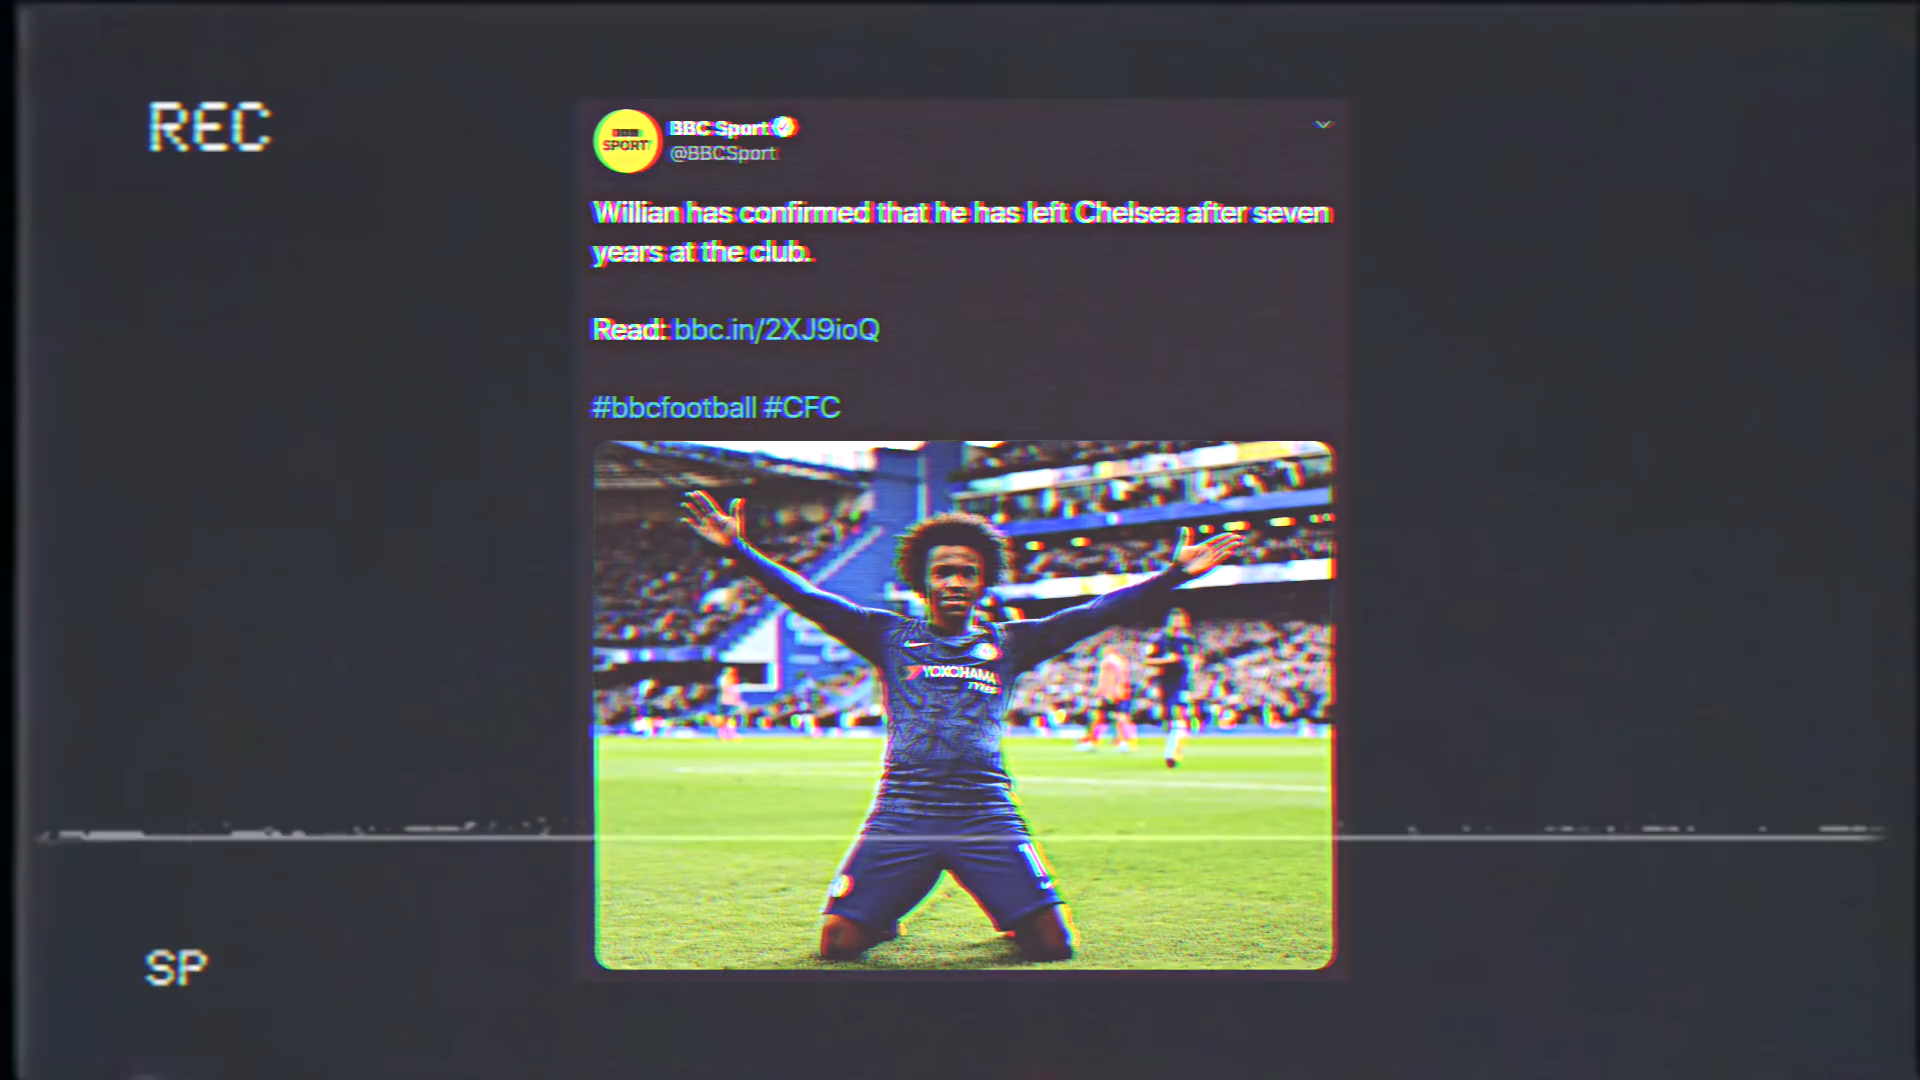 REC
BBC
SPORT
BBC Sport
@BBCSport
Willian has confirmed that he has left Chelsea after seven
years at the club.
Read: bbc.in/2XJ9ioQ
#bbcfootball #CFC
YOKOHAMA
TYRES
SP